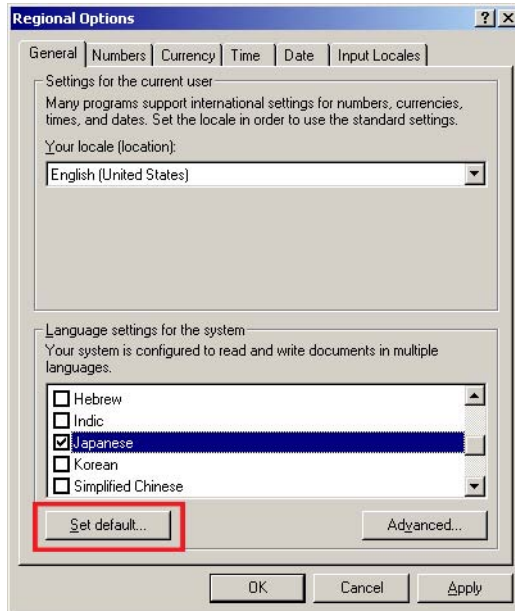 Regional Options
General Numbers Currency Time Date Input Locales
Settings for the current user
Many programs support international settings for numbers, currencies,
times, and dates. Set the locale in order to use the standard settings.
Your locale (location):
English (United States)
Language settings for the system
Your system is configured to read and write documents in multiple
languages.
Hebrew
Indic
Japanese
Korean
Simplified Chinese
Set default... Advanced...
OK Cancel Apply